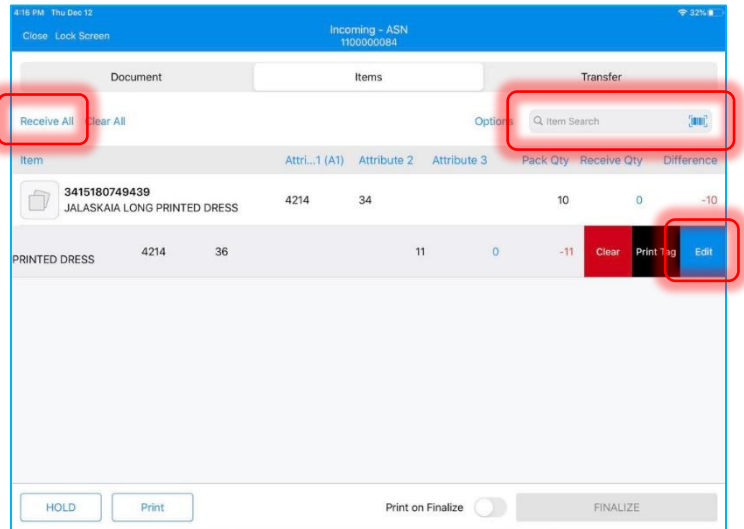 4:16 PM Thu Dec 12 32%
Close Lock Screen Incoming - ASN
1100000084
Document Items Transfer
Receive All Clear All Options Item Search
Item Attri...1 (A1) Attribute 2 Attribute 3 Pack Qty Receive Qty Difference
3415180749439
JALASKAIA LONG PRINTED DRESS 4214 34 10 0 -10
PRINTED DRESS 4214 36 11 0 -11 Clear Print Tag Edit
HOLD Print Print on Finalize FINALIZE